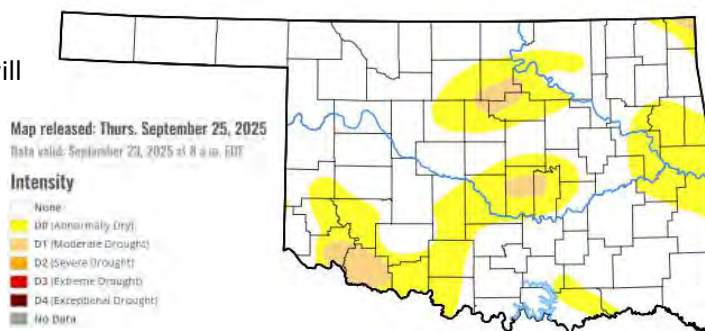 ill
Map released: Thurs. September 25, 2025
Data valid: September 23, 2025 at 8 a.m. EDT
Intensity
None
D0 (Abnormally Dry)
D1 (Moderate Drought)
D2 (Severe Drought)
D3 (Extreme Drought)
D4 (Exceptional Drought)
No Data